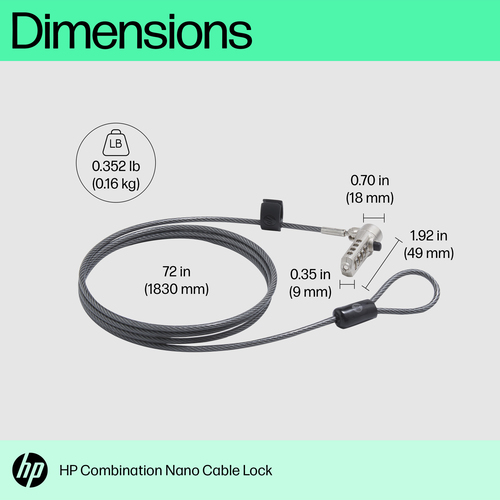 Dimensions
LB
0.352 lb
(0.16 kg)
0.70 in
(18 mm)
1.92 in
(49 mm)
72 in
(1830 mm)
0.35 in
(9 mm)
hp
HP Combination Nano Cable Lock